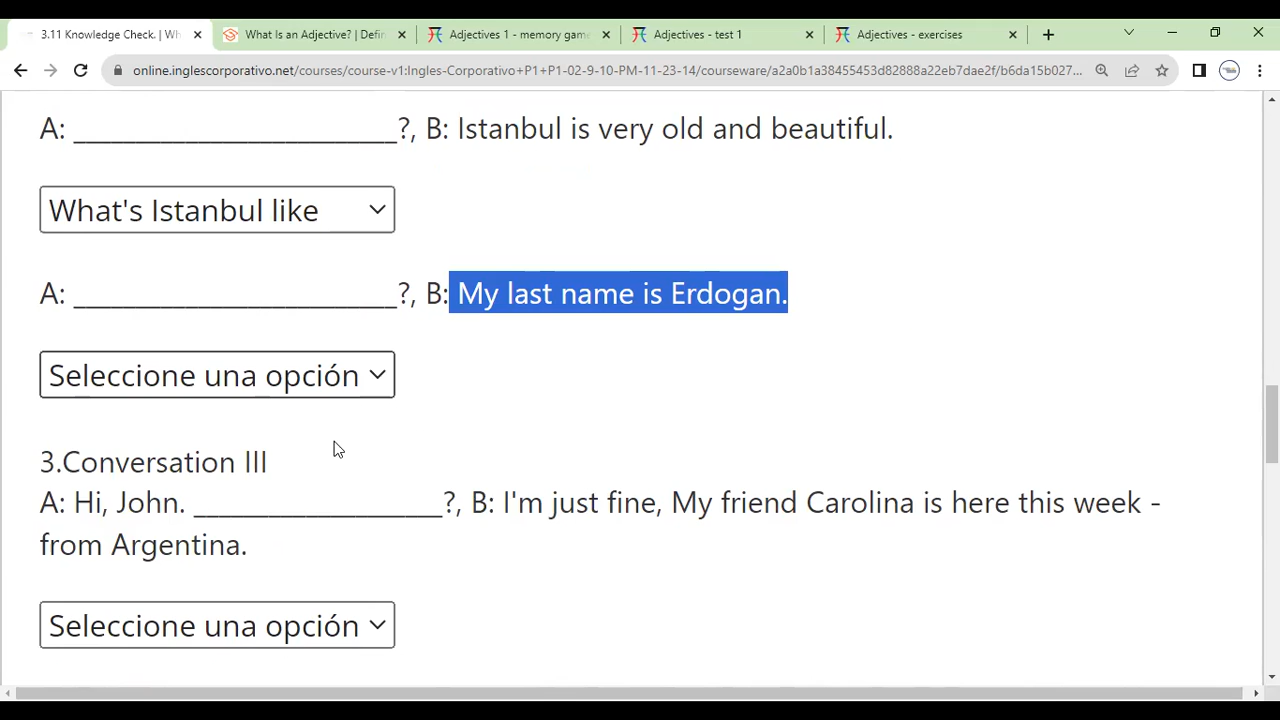 3.11 Knowledge Check. | Wh
What Is an Adjective? | Defin
Adjectives 1 - memory game
Adjectives - test 1
Adjectives - exercises
online.inglescorporativo.net/courses/course-v1:Ingles-Corporativo+P1+P1-02-9-10-PM-11-23-14/courseware/a2a0b1a38455453d82888a22eb7dae2f/b6da15b027...
A: __________________________?, B: Istanbul is very old and beautiful.
What's Istanbul like
A: __________________________?, B: My last name is Erdogan.
Seleccione una opción
3.Conversation III
A: Hi, John. ____________________?, B: I'm just fine, My friend Carolina is here this week -
from Argentina.
Seleccione una opción